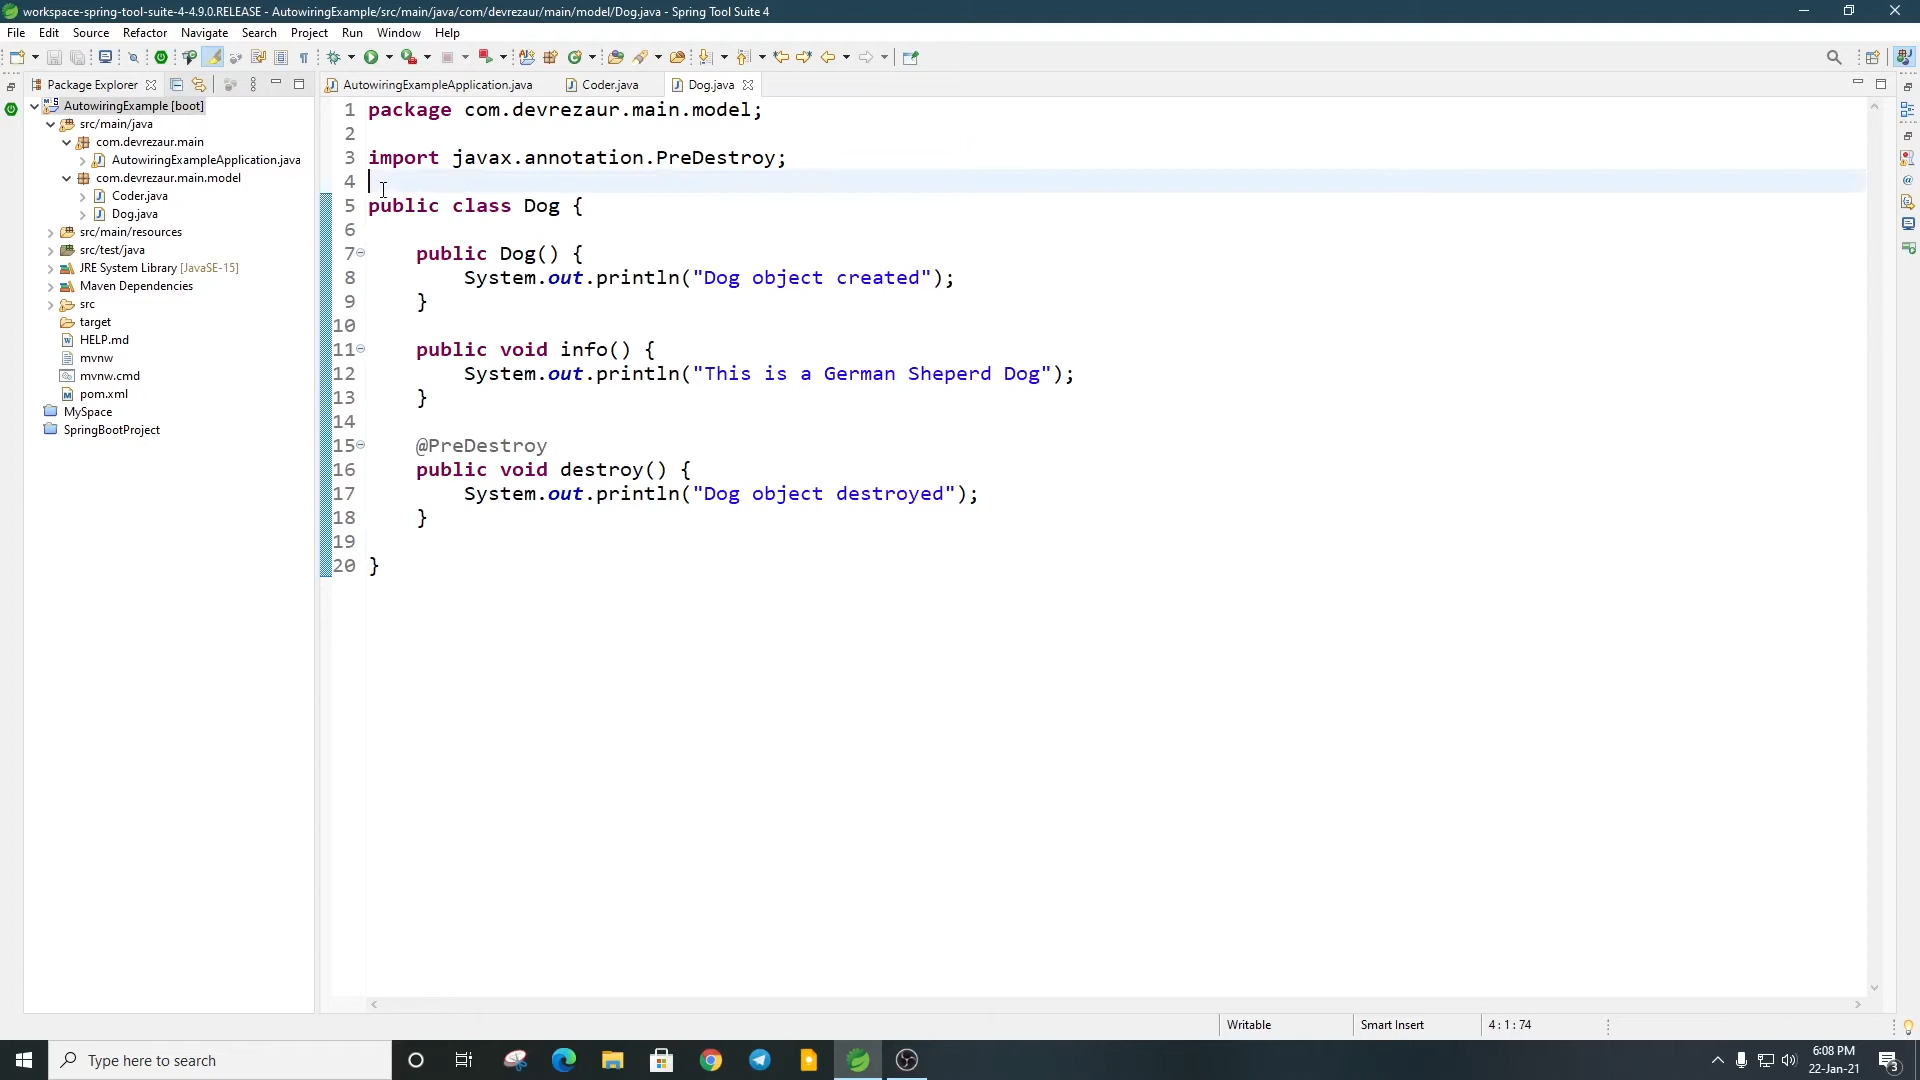 workspace-spring-tool-suite-4-4.9.0.RELEASE - AutowiringExample/src/main/java/com/devrezaur/main/model/Dog.java - Spring Tool Suite 4
File Edit Source Refactor Navigate Search Project Run Window Help
Package Explorer
AutowiringExample [boot]
src/main/java
com.devrezaur.main
AutowiringExampleApplication.java
com.devrezaur.main.model
Coder.java
Dog.java
src/main/resources
src/test/java
JRE System Library [JavaSE-15]
Maven Dependencies
src
target
HELP.md
mvnw
mvnw.cmd
pom.xml
MySpace
SpringBootProject
AutowiringExampleApplication.java Coder.java Dog.java
1 package com.devrezaur.main.model;
2
3 import javax.annotation.PreDestroy;
4
5 public class Dog {
6
7 public Dog() {
8 System.out.println("Dog object created");
9 }
10
11 public void info() {
12 System.out.println("This is a German Sheperd Dog");
13 }
14
15 @PreDestroy
16 public void destroy() {
17 System.out.println("Dog object destroyed");
18 }
19
20 }
Writable Smart Insert 4 : 1 : 74
Type here to search
6:08 PM
22-Jan-21
3